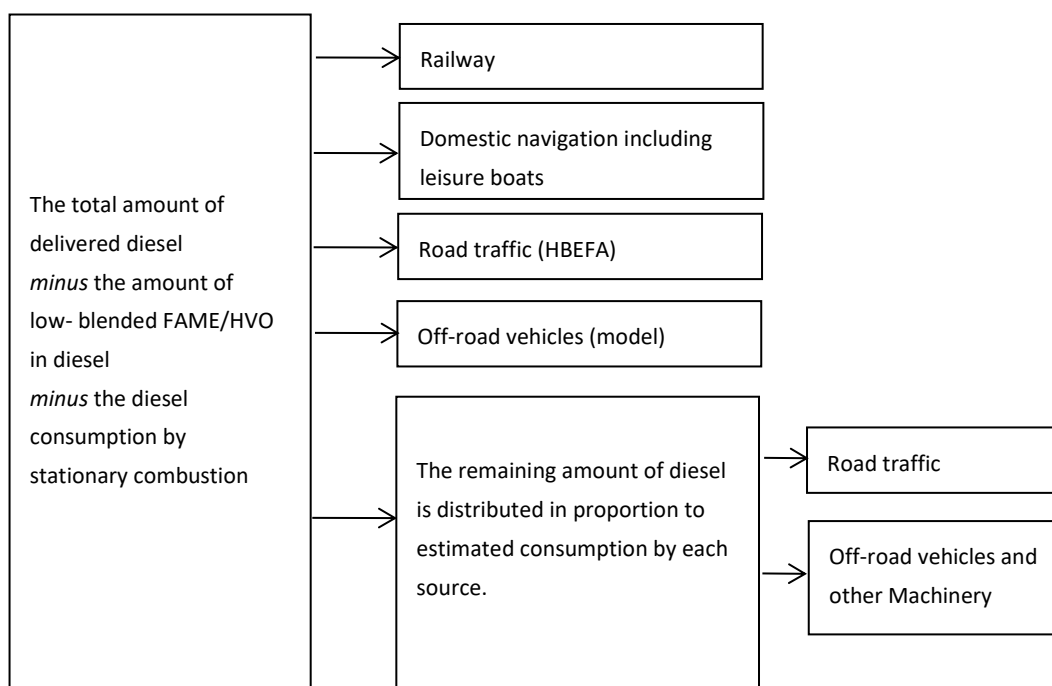 The total amount of
delivered diesel
minus the amount of
low- blended FAME/HVO
in diesel
minus the diesel
consumption by
stationary combustion
Railway
Domestic navigation including
leisure boats
Road traffic (HBEFA)
Off-road vehicles (model)
The remaining amount of diesel
is distributed in proportion to
estimated consumption by each
source.
Road traffic
Off-road vehicles and
other Machinery